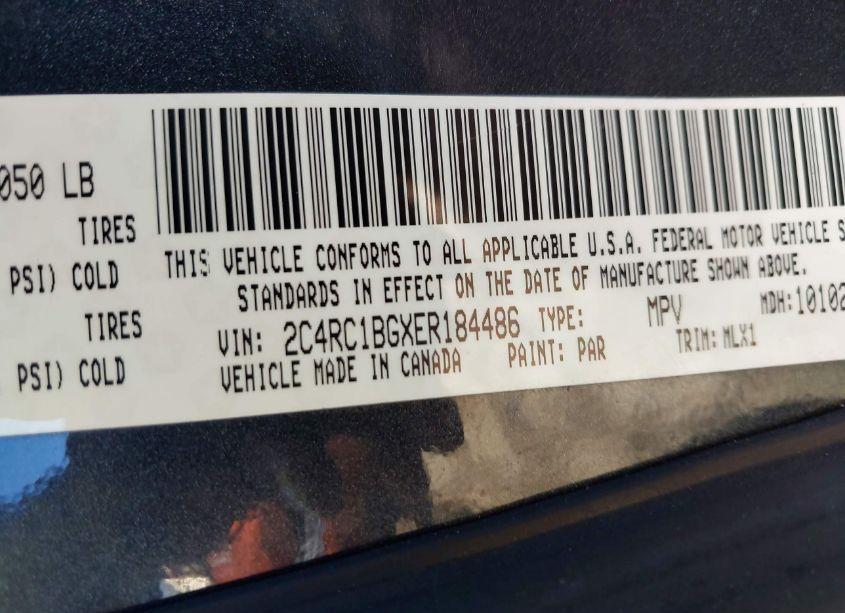 050 LB
TIRES
PSI) COLD
TIRES
PSI) COLD
THIS VEHICLE CONFORMS TO ALL APPLICABLE U.S.A. FEDERAL MOTOR VEHICLE S
STANDARDS IN EFFECT ON THE DATE OF MANUFACTURE SHOWN ABOVE.
VIN: 2C4RC1BGXER184486 TYPE: MPV MDH: 10102
VEHICLE MADE IN CANADA PAINT: PAR TRIM: MLX1